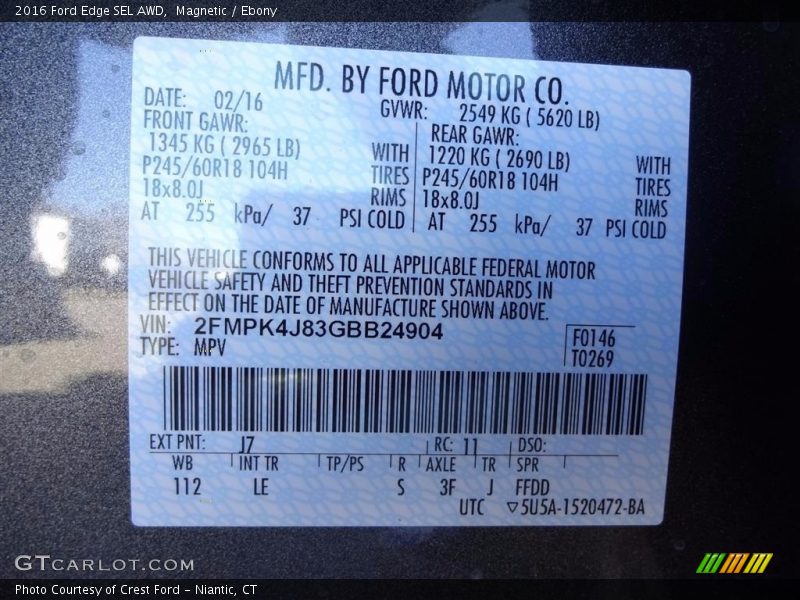 2016 Ford Edge SEL AWD,  Magnetic / Ebony
MFD. BY FORD MOTOR CO.
DATE: 02/16 GVWR: 2549 KG ( 5620 LB)
FRONT GAWR: REAR GAWR:
1345 KG ( 2965 LB) WITH 1220 KG ( 2690 LB) WITH
P245/60R18 104H TIRES P245/60R18 104H TIRES
18x8.0J RIMS 18x8.0J RIMS
AT 255 kPa/ 37 PSI COLD AT 255 kPa/ 37 PSI COLD
THIS VEHICLE CONFORMS TO ALL APPLICABLE FEDERAL MOTOR
VEHICLE SAFETY AND THEFT PREVENTION STANDARDS IN
EFFECT ON THE DATE OF MANUFACTURE SHOWN ABOVE.
VIN: 2FMPK4J83GBB24904 F0146
TYPE: MPV T0269
EXT PNT: J7 RC: 11 DSO:
WB INT TR TP/PS R AXLE TR SPR
112 LE S 3F J FFDD
UTC ▽5U5A-1520472-BA
GTCARLOT.COM
Photo Courtesy of Crest Ford - Niantic, CT